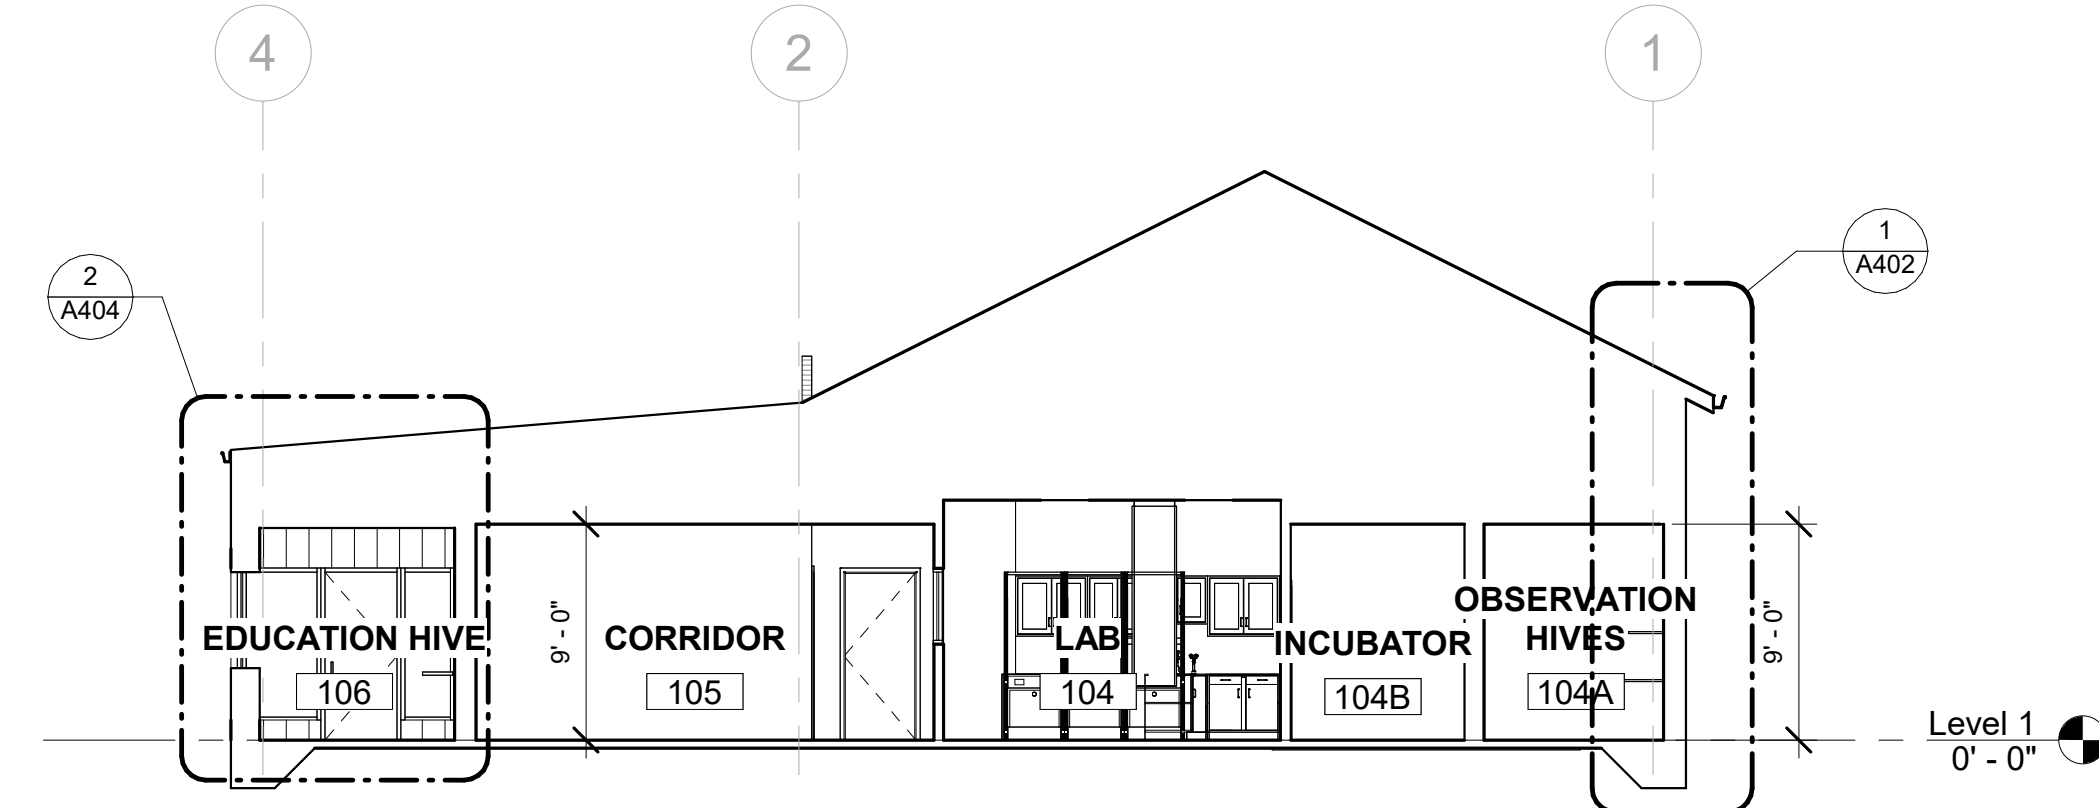 4
2
1
1
A402
2
A404
OBSERVATION
HIVES
104A
EDUCATION HIVE
106
9' - 0"
CORRIDOR
105
LAB
104
INCUBATOR
104B
9' - 0"
Level 1
0' - 0"